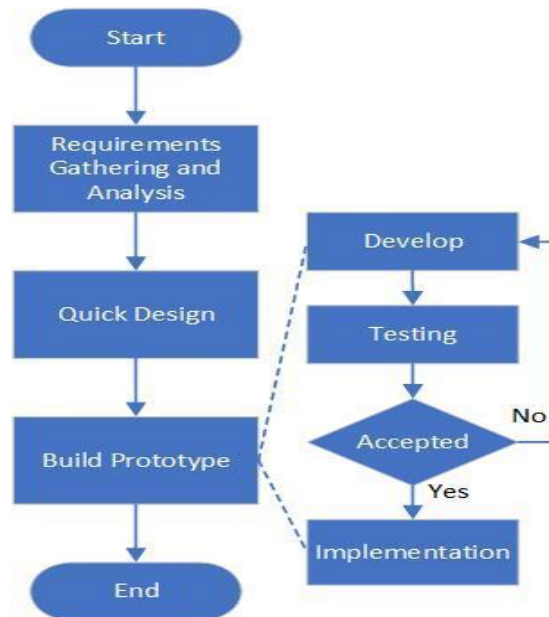 Start
Requirements
Gathering and
Analysis
Quick Design
Build Prototype
End
Develop
Testing
Accepted
No
Yes
Implementation